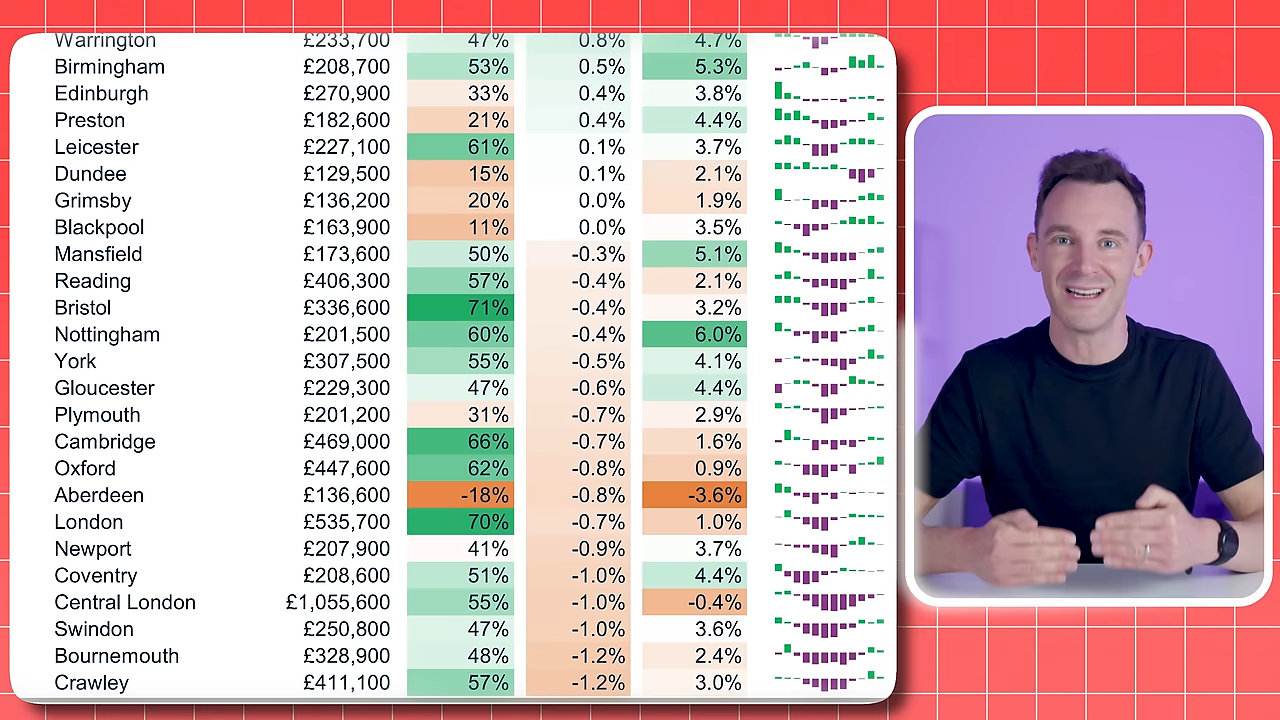 Warrington £233,700 47% 0.8% 4.7%
Birmingham £208,700 53% 0.5% 5.3%
Edinburgh £270,900 33% 0.4% 3.8%
Preston £182,600 21% 0.4% 4.4%
Leicester £227,100 61% 0.1% 3.7%
Dundee £129,500 15% 0.1% 2.1%
Grimsby £136,200 20% 0.0% 1.9%
Blackpool £163,900 11% 0.0% 3.5%
Mansfield £173,600 50% -0.3% 5.1%
Reading £406,300 57% -0.4% 2.1%
Bristol £336,600 71% -0.4% 3.2%
Nottingham £201,500 60% -0.4% 6.0%
York £307,500 55% -0.5% 4.1%
Gloucester £229,300 47% -0.6% 4.4%
Plymouth £201,200 31% -0.7% 2.9%
Cambridge £469,000 66% -0.7% 1.6%
Oxford £447,600 62% -0.8% 0.9%
Aberdeen £136,600 -18% -0.8% -3.6%
London £535,700 70% -0.7% 1.0%
Newport £207,900 41% -0.9% 3.7%
Coventry £208,600 51% -1.0% 4.4%
Central London £1,055,600 55% -1.0% -0.4%
Swindon £250,800 47% -1.0% 3.6%
Bournemouth £328,900 48% -1.2% 2.4%
Crawley £411,100 57% -1.2% 3.0%